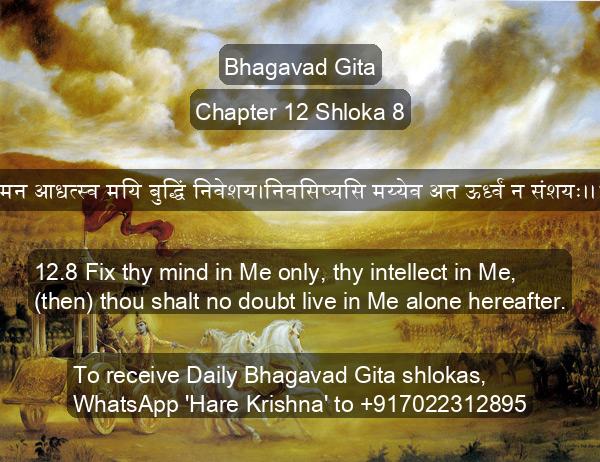 Bhagavad Gita
Chapter 12 Shloka 8
मन आधत्स्व मयि बुद्धिं निवेशय।निवसिष्यसि मय्येव अत ऊर्ध्वं न संशयः।।
12.8 Fix thy mind in Me only, thy intellect in Me,
(then) thou shalt no doubt live in Me alone hereafter.
To receive Daily Bhagavad Gita shlokas,
WhatsApp 'Hare Krishna' to +917022312895